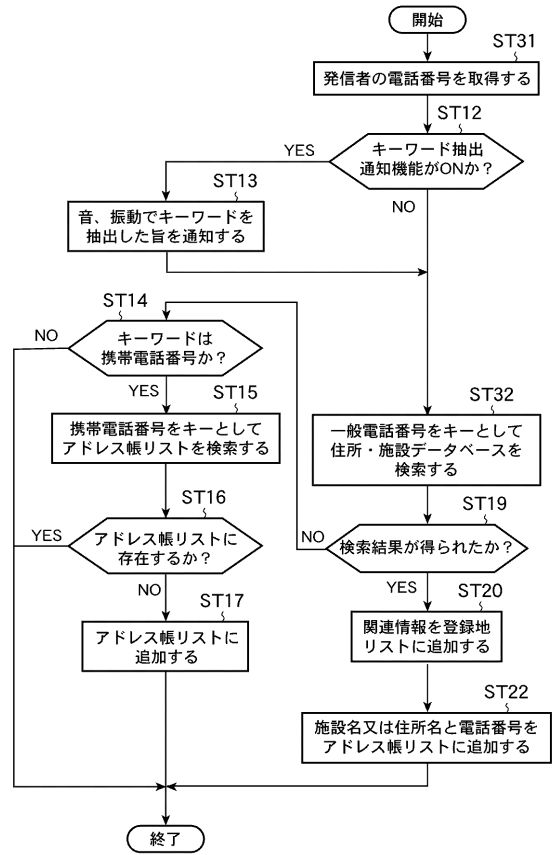 開始
ST31
発信者の電話番号を取得する
ST12
キーワード抽出
通知機能がONか？
YES
NO
ST13
音、振動でキーワードを
抽出した旨を通知する
ST14
キーワードは
携帯電話番号か？
NO
YES
ST15
携帯電話番号をキーとして
アドレス帳リストを検索する
ST16
アドレス帳リストに
存在するか？
YES
NO
ST17
アドレス帳リストに
追加する
ST32
一般電話番号をキーとして
住所・施設データベースを
検索する
ST19
検索結果が得られたか？
NO
YES
ST20
関連情報を登録地
リストに追加する
ST22
施設名又は住所名と電話番号を
アドレス帳リストに追加する
終了